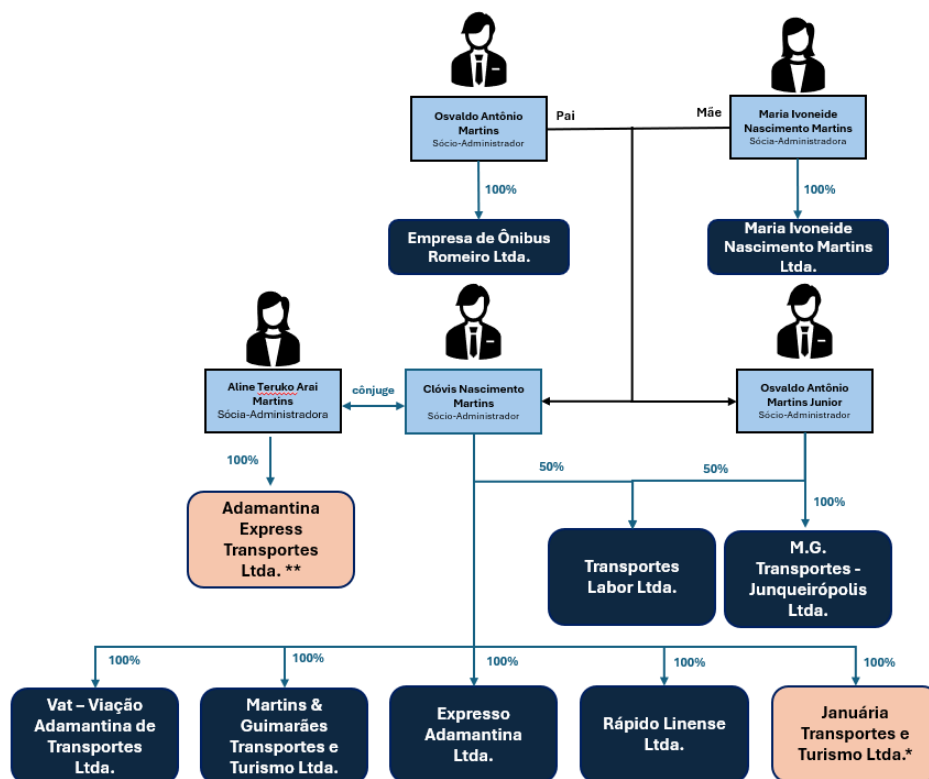 Osvaldo Antônio
Martins
Sócio-Administrador
Pai
Mãe
Maria Ivoneide
Nascimento Martins
Sócia-Administradora
100%
100%
Empresa de Ônibus
Romeiro Ltda.
Maria Ivoneide
Nascimento Martins
Ltda.
Aline Teruko Arai
Martins
Sócia-Administradora
cônjuge
Clóvis Nascimento
Martins
Sócio-Administrador
Osvaldo Antônio
Martins Junior
Sócio-Administrador
100%
50%
50%
100%
Adamantina
Express
Transportes
Ltda. **
Transportes
Labor Ltda.
M.G.
Transportes -
Junqueirópolis
Ltda.
100%
100%
100%
100%
100%
Vat – Viação
Adamantina de
Transportes
Ltda.
Martins &
Guimarães
Transportes e
Turismo Ltda.
Expresso
Adamantina
Ltda.
Rápido Linense
Ltda.
Januária
Transportes e
Turismo Ltda.*